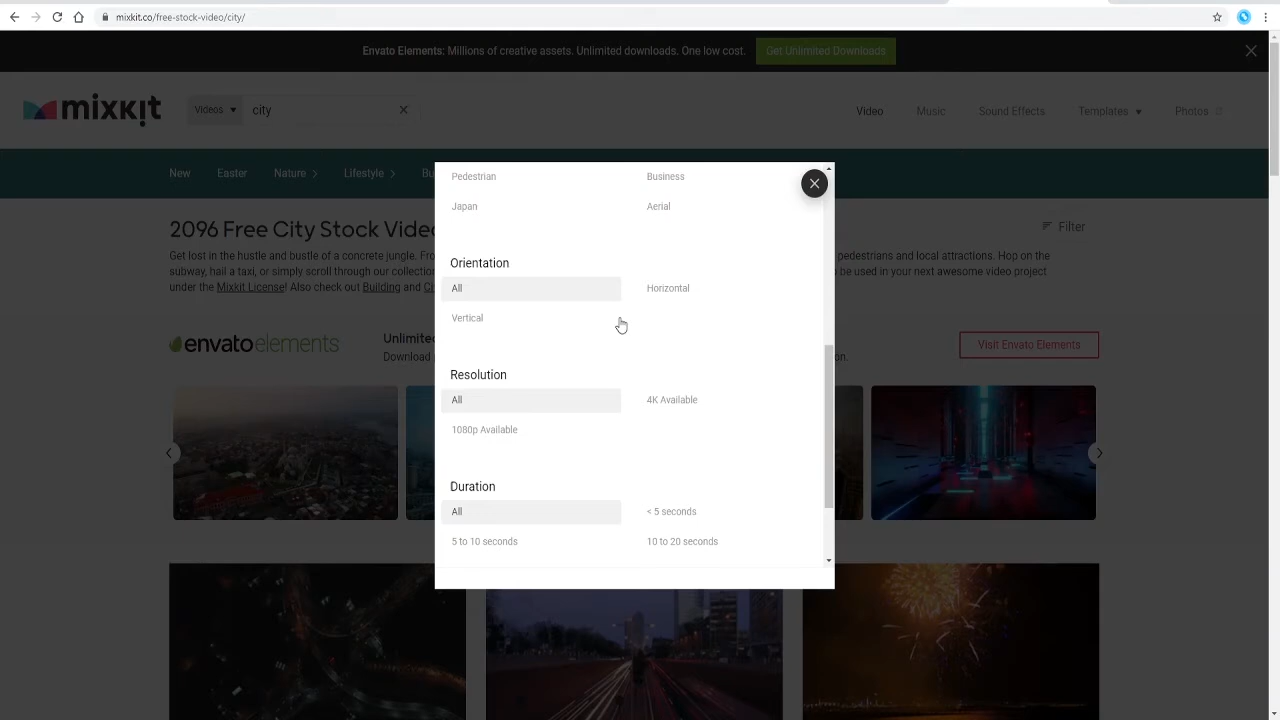 mixkit.co/free-stock-video/city/
Envato Elements: Millions of creative assets. Unlimited downloads. One low cost.
Get Unlimited Downloads
mixkit
Videos
city
Video
Music
Sound Effects
Templates
Photos
New
Easter
Nature
Lifestyle
2096 Free City Stock
Filter
Get lost in the hustle and bustle of a concrete jungle.
pedestrians and local attractions. Hop on the
subway, hail a taxi, or simply scroll through our
be used in your next awesome video project
under the Mixkit License! Also check out Building and
envato elements
Download
Visit Envato Elements
Pedestrian
Business
Japan
Aerial
Orientation
All
Horizontal
Vertical
Resolution
All
4K Available
1080p Available
Duration
All
< 5 seconds
5 to 10 seconds
10 to 20 seconds